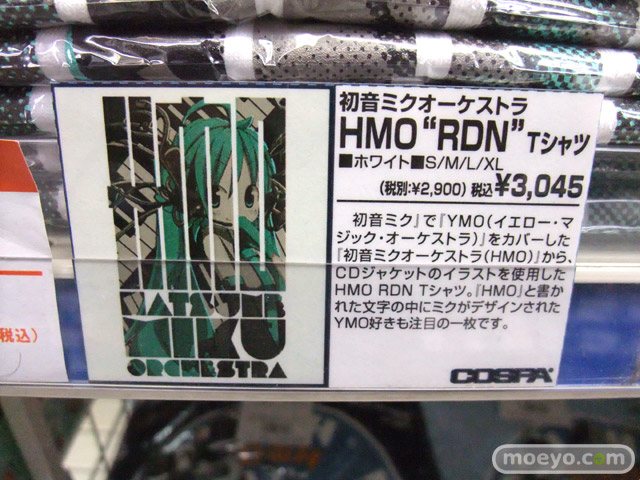 初音ミクオーケストラ
HMO“RDN”Tシャツ
■ホワイト■S/M/L/XL
(税別:¥2,900) 税込¥3,045
初音ミク』で『YMO(イエロー・マ
ジック・オーケストラ)』をカバーした
『初音ミクオーケストラ(HMO)』から、
CDジャケットのイラストを使用した
HMO RDN Tシャツ。『HMO』と書か
れた文字の中にミクがデザインされた
YMO好きも注目の一枚です。
COSPA
HMO
HATSUNE
MIKU
ORCHESTRA
税込)
moeyo.com